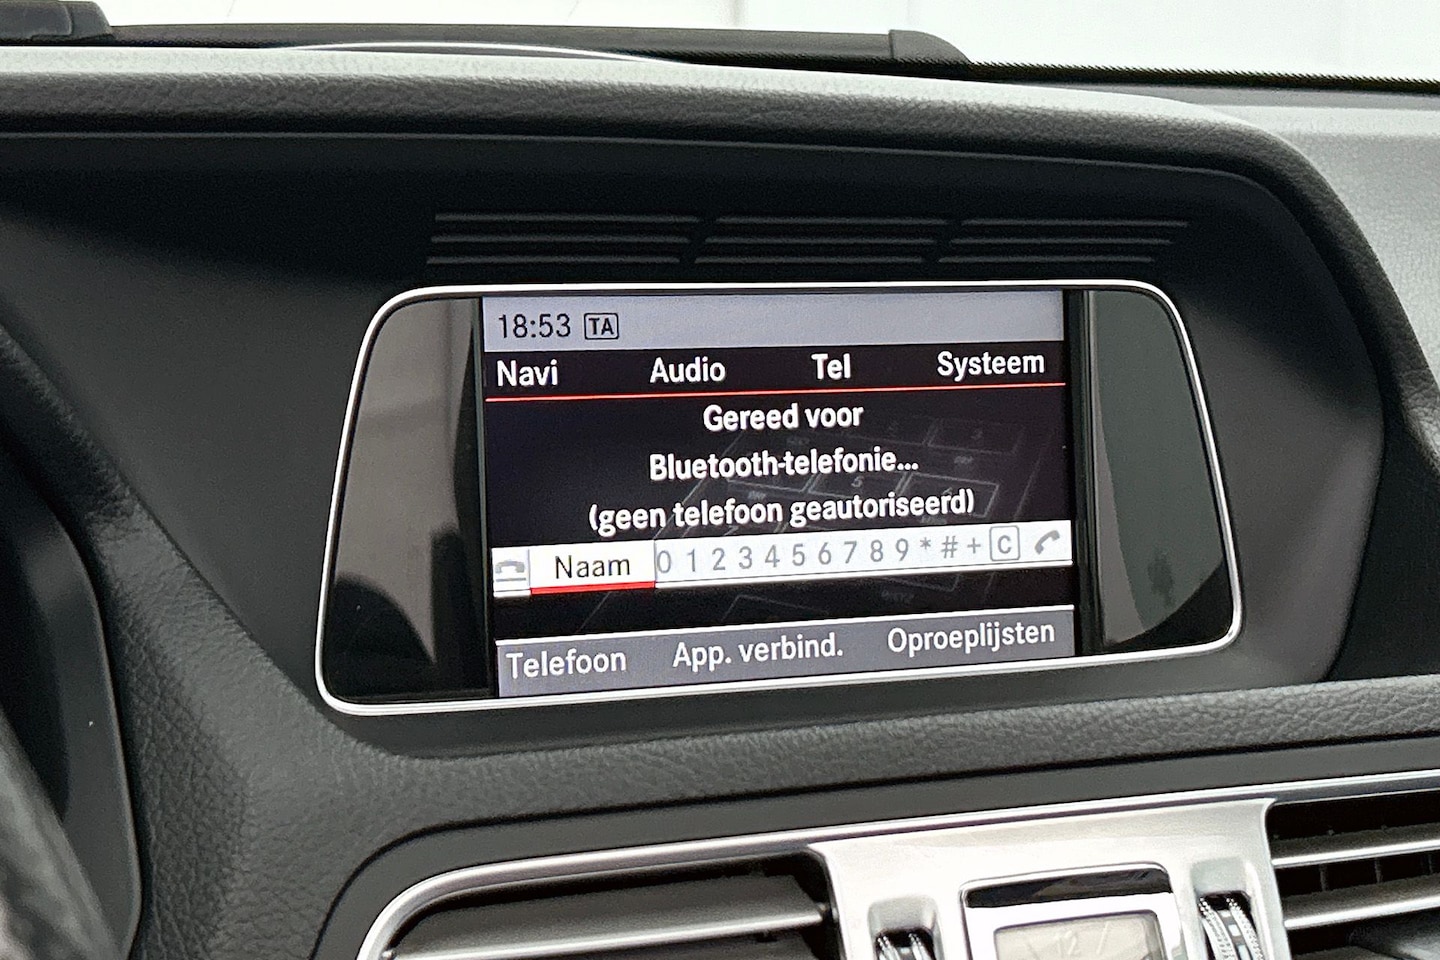 18:53 TA
Navi Audio Tel Systeem
Gereed voor
Bluetooth-telefonie...
(geen telefoon geautoriseerd)
Naam 0 1 2 3 4 5 6 7 8 9 * # + C
Telefoon App. verbind. Oproeplijsten
12